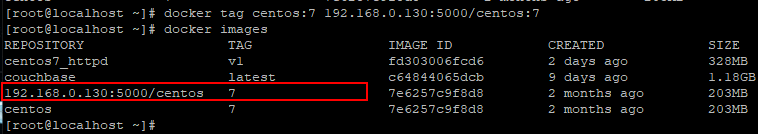 [root@localhost ~]# docker tag centos:7 192.168.0.130:5000/centos:7
[root@localhost ~]# docker images
REPOSITORY TAG IMAGE ID CREATED SIZE
centos7_httpd v1 fd303006fcd6 2 days ago 328MB
couchbase latest c64844065dcb 9 days ago 1.18GB
192.168.0.130:5000/centos 7 7e6257c9f8d8 2 months ago 203MB
centos 7 7e6257c9f8d8 2 months ago 203MB
[root@localhost ~]#